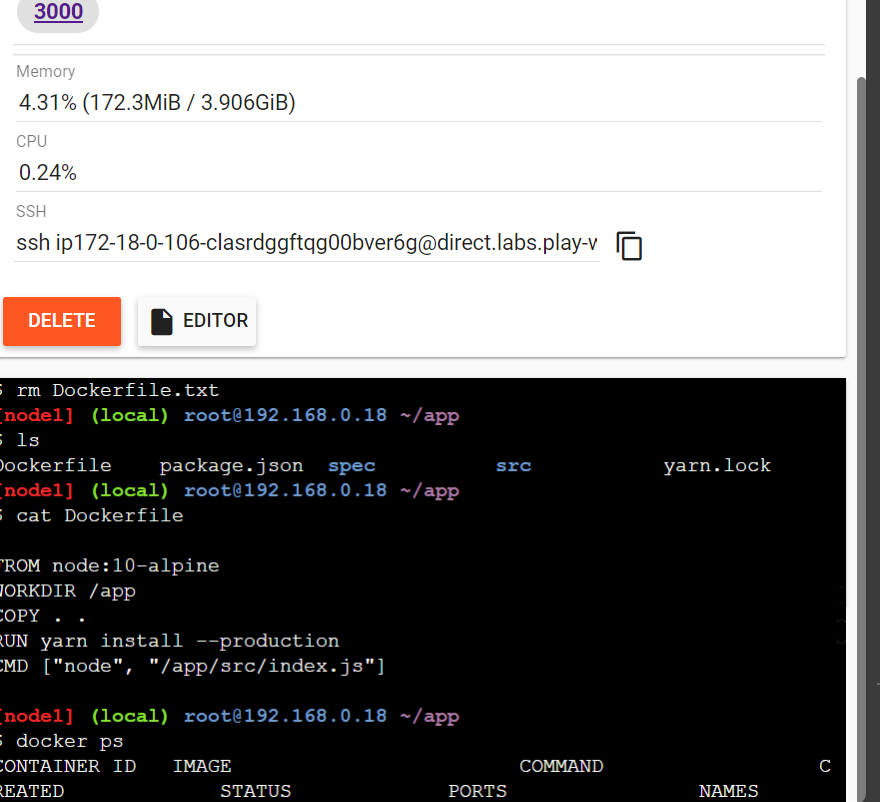 3000
Memory
4.31% (172.3MiB / 3.906GiB)
CPU
0.24%
SSH
ssh ip172-18-0-106-clasrdggftqg00bver6g@direct.labs.play-w
DELETE
EDITOR
$ rm Dockerfile.txt
[node1] (local) root@192.168.0.18 ~/app
$ ls
Dockerfile package.json spec src yarn.lock
[node1] (local) root@192.168.0.18 ~/app
$ cat Dockerfile
FROM node:10-alpine
WORKDIR /app
COPY . .
RUN yarn install --production
CMD ["node", "/app/src/index.js"]
[node1] (local) root@192.168.0.18 ~/app
$ docker ps
CONTAINER ID IMAGE COMMAND C
REATED STATUS PORTS NAMES